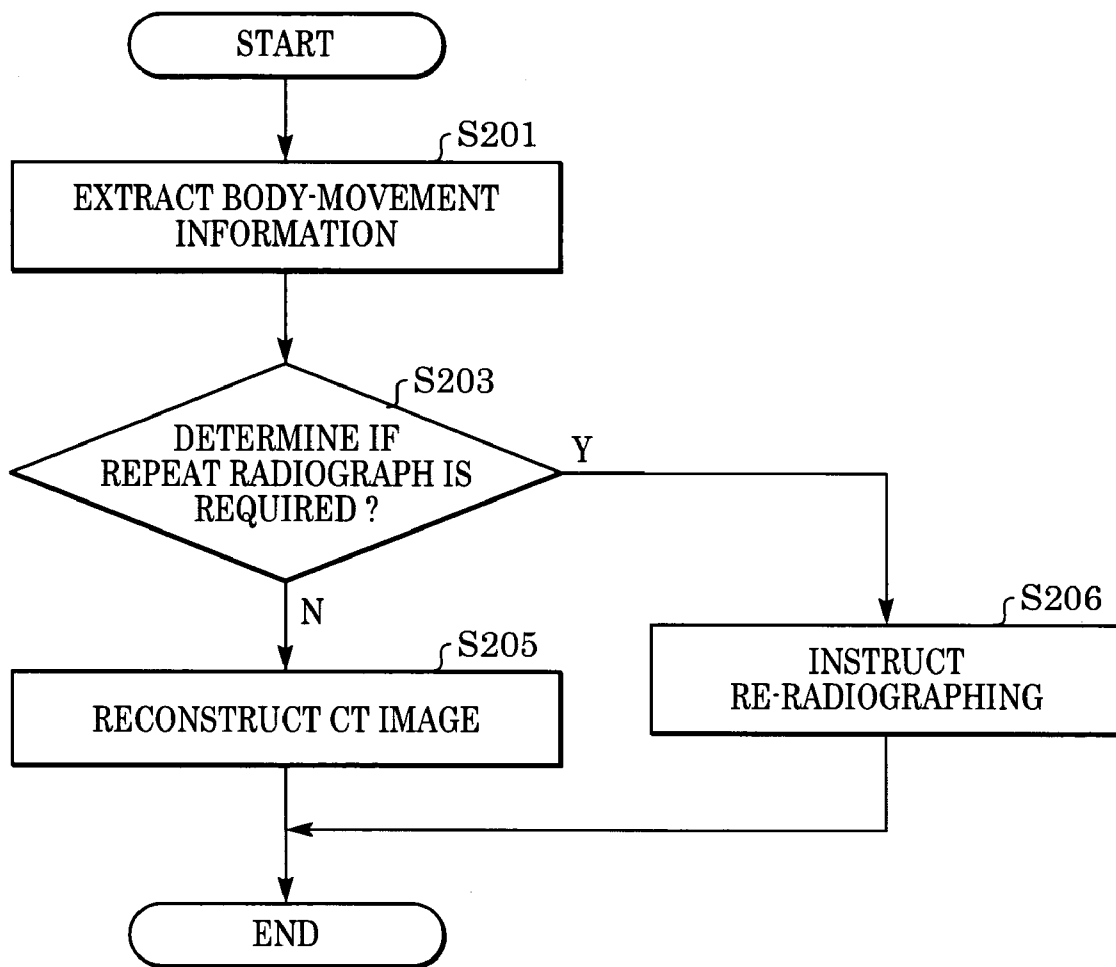 START
S201
EXTRACT BODY-MOVEMENT
INFORMATION
S203
DETERMINE IF
REPEAT RADIOGRAPH IS
REQUIRED ?
Y
N
S206
INSTRUCT
RE-RADIOGRAPHING
S205
RECONSTRUCT CT IMAGE
END